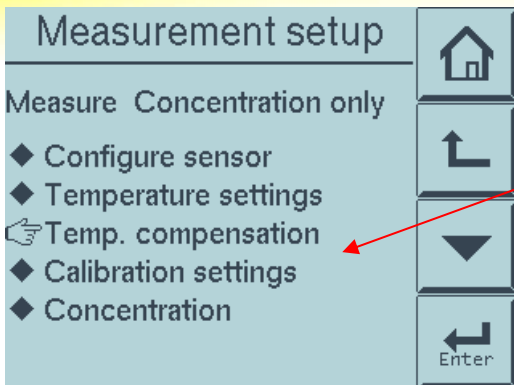 Measurement setup
Measure Concentration only
Configure sensor
Temperature settings
Temp. compensation
Calibration settings
Concentration
Enter